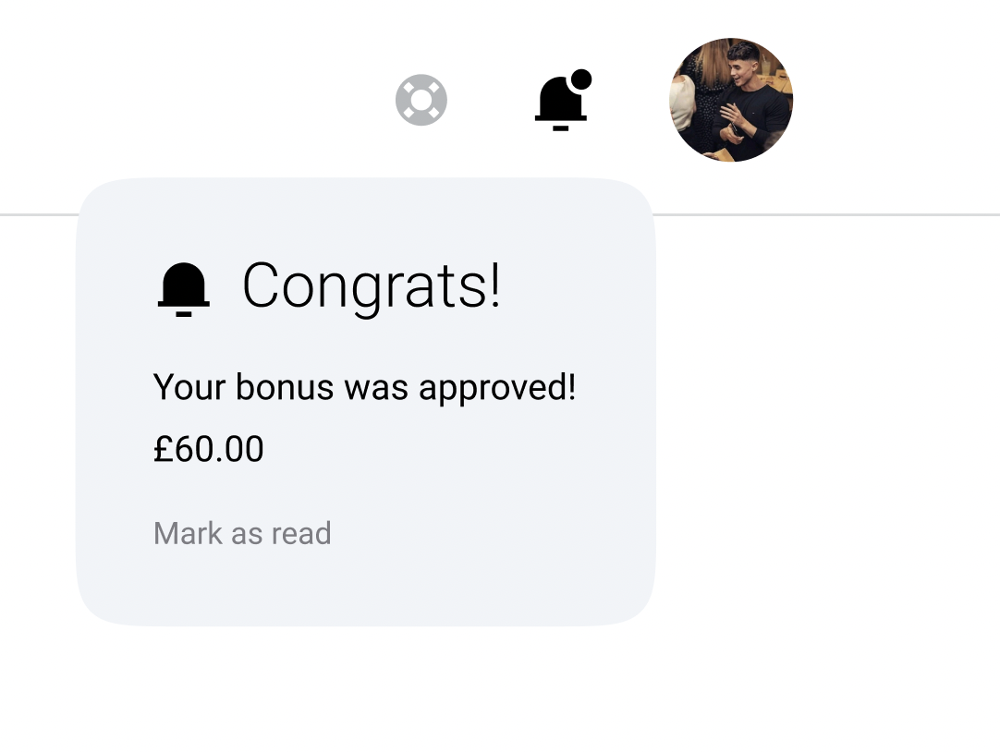 Congrats!
Your bonus was approved!
£60.00
Mark as read